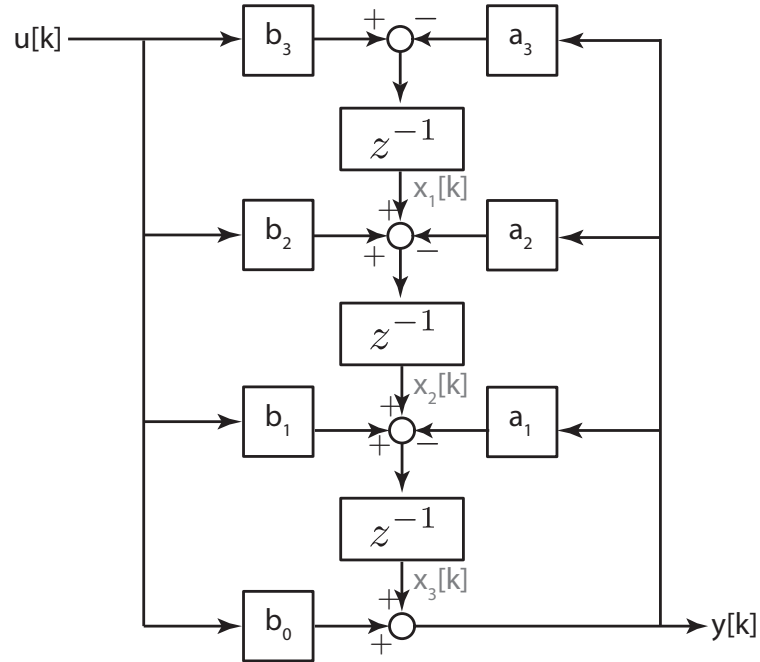 u[k] b₃ + − a₃
z⁻¹
x₁[k]
+
b₂ + − a₂
z⁻¹
x₂[k]
+
b₁ + − a₁
z⁻¹
x₃[k]
+
b₀ + y[k]